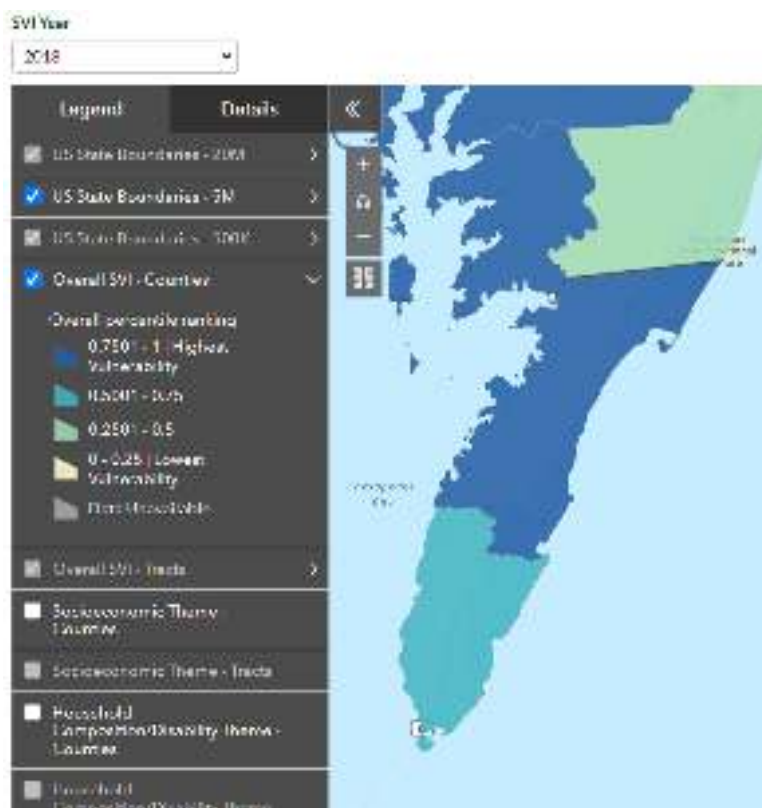 SVI Year
2018
Legend
Details
US State Boundaries - 20M
US State Boundaries - 5M
US State Boundaries - 500K
Overall SVI - Counties
Overall percentile ranking
0.7501 - 1 | Highest
Vulnerability
0.5001 - 0.75
0.2501 - 0.5
0 - 0.25 | Lowest
Vulnerability
Data Unavailable
Overall SVI - Tracts
Socioeconomic Theme
Counties
Socioeconomic Theme - Tracts
Household
Composition/Disability Theme -
Counties
Household
Composition/Disability Theme